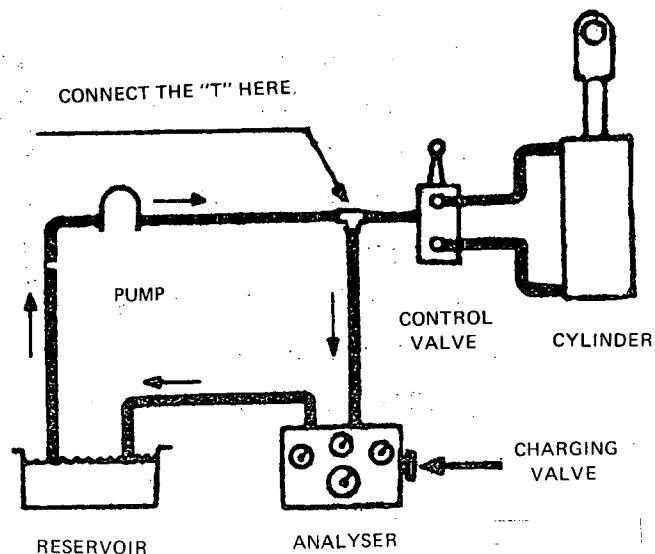 CONNECT THE "T" HERE.
PUMP
CONTROL
VALVE
CYLINDER
CHARGING
VALVE
RESERVOIR
ANALYSER